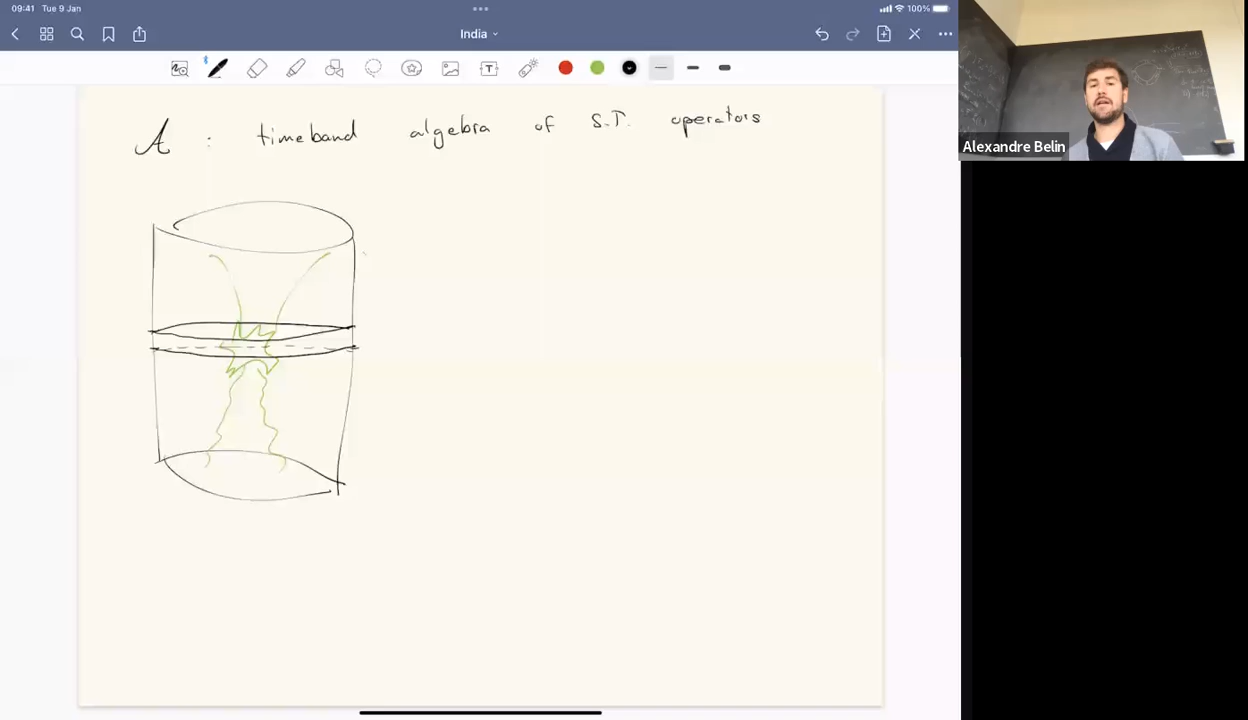 09:41 Tue 9 Jan
100%
India
T
A : timeband algebra of S.T. operators
Alexandre Belin